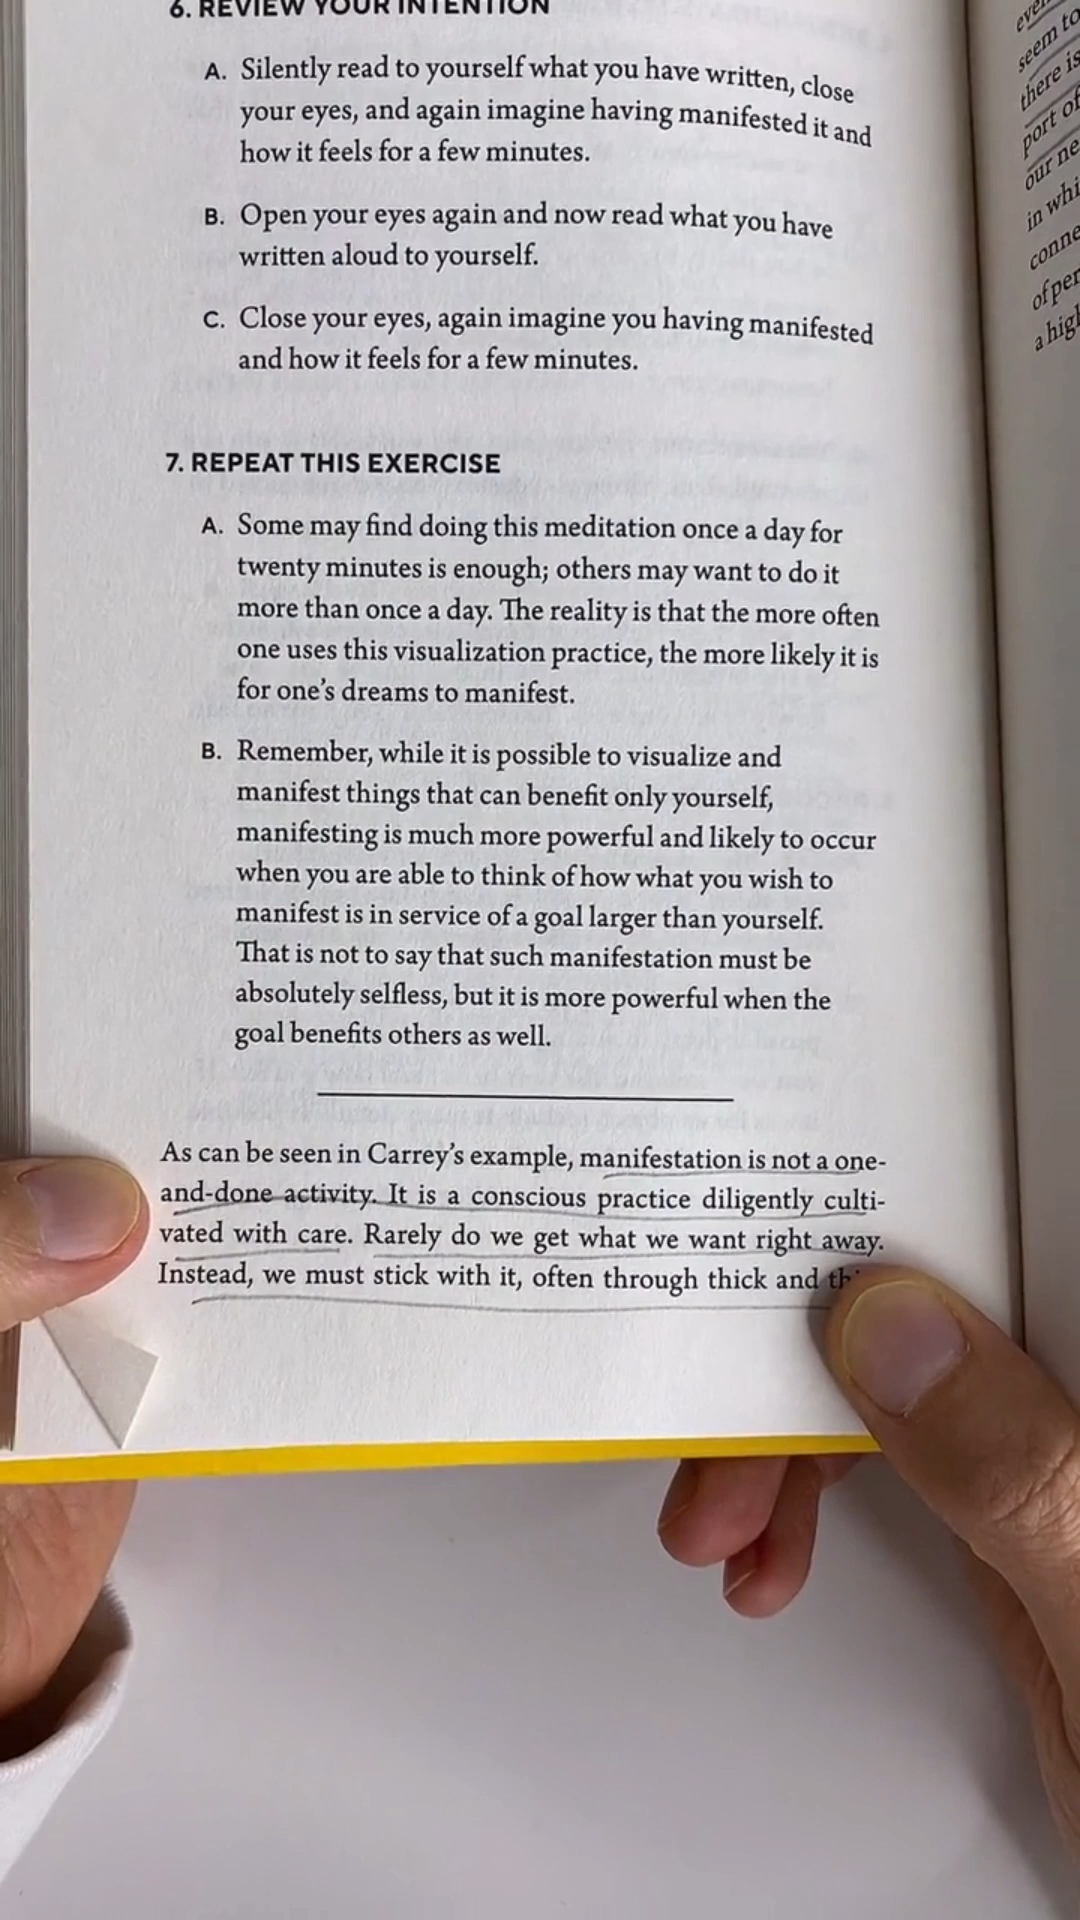 6. REVIEW YOUR INTENTION
A. Silently read to yourself what you have written, close
your eyes, and again imagine having manifested it and
how it feels for a few minutes.
B. Open your eyes again and now read what you have
written aloud to yourself.
C. Close your eyes, again imagine you having manifested
and how it feels for a few minutes.
7. REPEAT THIS EXERCISE
A. Some may find doing this meditation once a day for
twenty minutes is enough; others may want to do it
more than once a day. The reality is that the more often
one uses this visualization practice, the more likely it is
for one’s dreams to manifest.
B. Remember, while it is possible to visualize and
manifest things that can benefit only yourself,
manifesting is much more powerful and likely to occur
when you are able to think of how what you wish to
manifest is in service of a goal larger than yourself.
That is not to say that such manifestation must be
absolutely selfless, but it is more powerful when the
goal benefits others as well.
As can be seen in Carrey’s example, manifestation is not a one-
and-done activity. It is a conscious practice diligently culti-
vated with care. Rarely do we get what we want right away.
Instead, we must stick with it, often through thick and
seem to
there is
port of
our
in
of
a